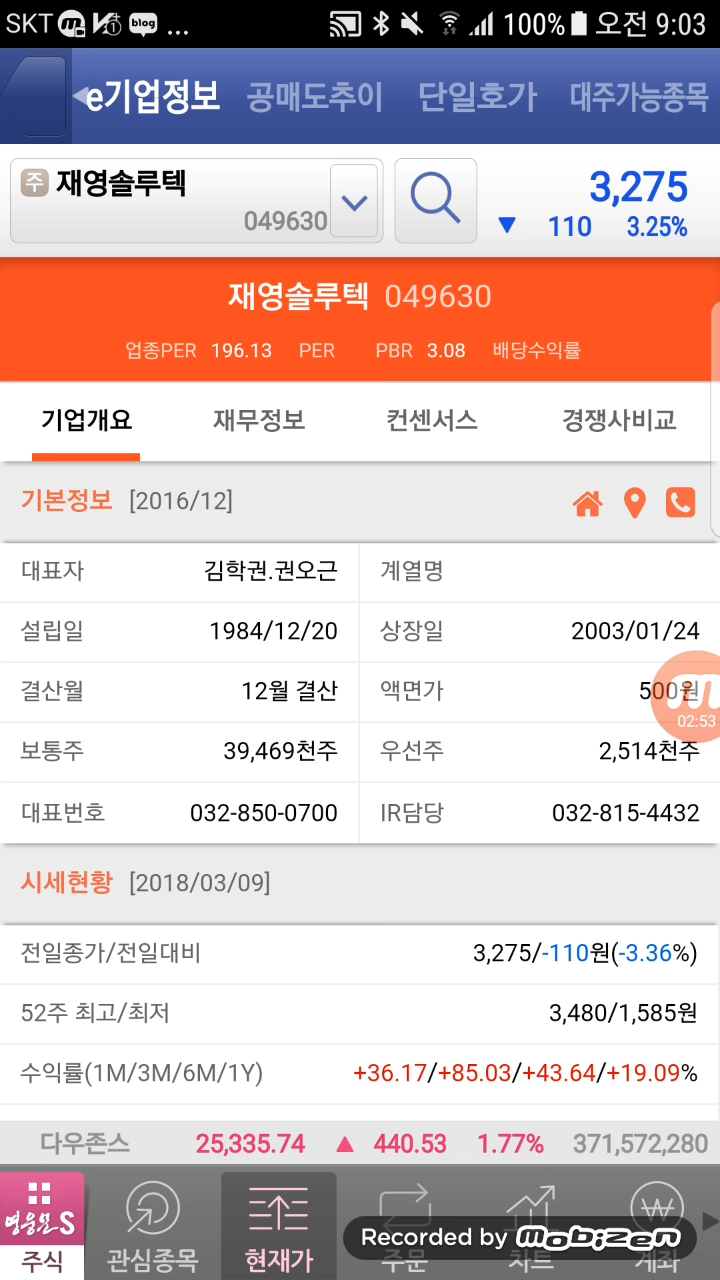 SKT blog ... 100% 오전 9:03
e기업정보 공매도추이 단일호가 대주가능종목
주 재영솔루텍 3,275
049630 ▼ 110 3.25%
재영솔루텍 049630
업종PER 196.13 PER PBR 3.08 배당수익률
기업개요 재무정보 컨센서스 경쟁사비교
기본정보 [2016/12]
대표자 김학권.권오근 계열명
설립일 1984/12/20 상장일 2003/01/24
결산월 12월 결산 액면가 500원
02:53
보통주 39,469천주 우선주 2,514천주
대표번호 032-850-0700 IR담당 032-815-4432
시세현황 [2018/03/09]
전일종가/전일대비 3,275/-110원(-3.36%)
52주 최고/최저 3,480/1,585원
수익률(1M/3M/6M/1Y) +36.17/+85.03/+43.64/+19.09%
다우존스 25,335.74 ▲ 440.53 1.77% 371,572,280
영웅문S
주식 관심종목 현재가 주문 차트 계좌
Recorded by mobizen